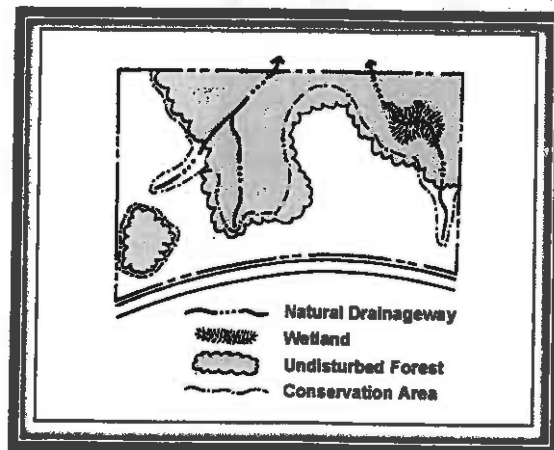 Natural Drainageway
Wetland
Undisturbed Forest
Conservation Area